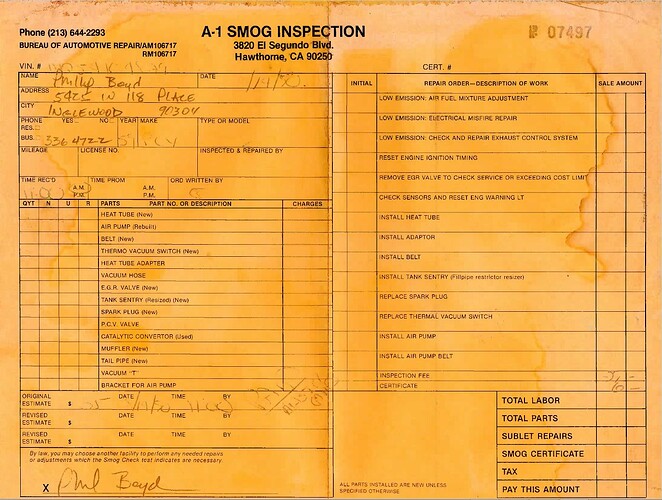 Phone (213) 644-2293
BUREAU OF AUTOMOTIVE REPAIR/AM106717
RM106717
A-1 SMOG INSPECTION
3820 El Segundo Blvd.
Hawthorne, CA 90250
№ 07497
VIN. #
CERT. #
NAME Phillip Boyd DATE
ADDRESS 5425 W 118 PLACE
CITY INGLEWOOD 90304
PHONE YES... NO... YEAR MAKE TYPE OR MODEL
RES.:
BUS. 336 4722
MILEAGE LICENSE NO. INSPECTED & REPAIRED BY
TIME REC'D A.M. P.M. TIME PROM A.M. P.M. ORD WRITTEN BY
11:00
QTY N U R PARTS PART NO. OR DESCRIPTION CHARGES
HEAT TUBE (New)
AIR PUMP (Rebuilt)
BELT (New)
THERMO VACUUM SWITCH (New)
HEAT TUBE ADAPTER
VACUUM HOSE
E.G.R. VALVE (New)
TANK SENTRY (Resized) (New)
SPARK PLUG (New)
P.C.V. VALVE
CATALYTIC CONVERTOR (Used)
MUFFLER (New)
TAIL PIPE (New)
VACUUM "T"
BRACKET FOR AIR PUMP
ORIGINAL ESTIMATE $ 35- DATE TIME 11:00 BY
REVISED ESTIMATE $ DATE TIME BY
REVISED ESTIMATE $ DATE TIME BY
By law, you may choose another facility to perform any needed repairs
or adjustments which the Smog Check test indicates are necessary.
X Phil Boyd
INITIAL REPAIR ORDER—DESCRIPTION OF WORK SALE AMOUNT
LOW EMISSION: AIR FUEL MIXTURE ADJUSTMENT
LOW EMISSION: ELECTRICAL MISFIRE REPAIR
LOW EMISSION: CHECK AND REPAIR EXHAUST CONTROL SYSTEM
RESET ENGINE IGNITION TIMING
REMOVE EGR VALVE TO CHECK SERVICE OR EXCEEDING COST LIMIT
CHECK SENSORS AND RESET ENG WARNING LT
INSTALL HEAT TUBE
INSTALL ADAPTOR
INSTALL BELT
INSTALL TANK SENTRY (Fillpipe restrictor resizer)
REPLACE SPARK PLUG
REPLACE THERMAL VACUUM SWITCH
INSTALL AIR PUMP
INSTALL AIR PUMP BELT
INSPECTION FEE
CERTIFICATE
TOTAL LABOR
TOTAL PARTS
SUBLET REPAIRS
SMOG CERTIFICATE
TAX
PAY THIS AMOUNT
ALL PARTS INSTALLED ARE NEW UNLESS
SPECIFIED OTHERWISE